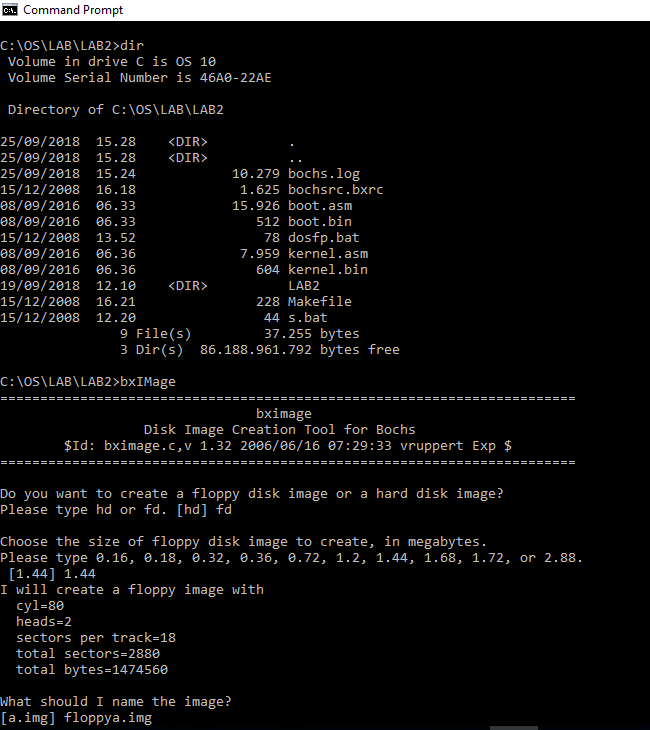 Command Prompt
C:\OS\LAB\LAB2>dir
 Volume in drive C is OS 10
 Volume Serial Number is 46A0-22AE
 Directory of C:\OS\LAB\LAB2
25/09/2018  15.28    <DIR>          .
25/09/2018  15.28    <DIR>          ..
25/09/2018  15.24            10.279 bochs.log
15/12/2008  16.18             1.625 bochsrc.bxrc
08/09/2016  06.33            15.926 boot.asm
08/09/2016  06.33               512 boot.bin
15/12/2008  13.52                78 dosfp.bat
08/09/2016  06.36             7.959 kernel.asm
08/09/2016  06.36               604 kernel.bin
19/09/2018  12.10    <DIR>          LAB2
15/12/2008  16.21               228 Makefile
15/12/2008  12.20                44 s.bat
               9 File(s)         37.255 bytes
               3 Dir(s)  86.188.961.792 bytes free
C:\OS\LAB\LAB2>bxIMage
========================================================================
                                bximage
                  Disk Image Creation Tool for Bochs
        $Id: bximage.c,v 1.32 2006/06/16 07:29:33 vruppert Exp $
========================================================================
Do you want to create a floppy disk image or a hard disk image?
Please type hd or fd. [hd] fd
Choose the size of floppy disk image to create, in megabytes.
Please type 0.16, 0.18, 0.32, 0.36, 0.72, 1.2, 1.44, 1.68, 1.72, or 2.88.
 [1.44] 1.44
I will create a floppy image with
  cyl=80
  heads=2
  sectors per track=18
  total sectors=2880
  total bytes=1474560
What should I name the image?
[a.img] floppya.img